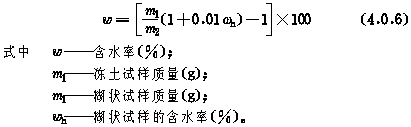 w=[m₁/m₂(1+0.01ωₕ)−1]×100 (4.0.6)
式中 w——含水率(%);
m₁——冻土试样质量(g);
m₁——糊状试样质量(g);
wₕ——糊状试样的含水率(%)。